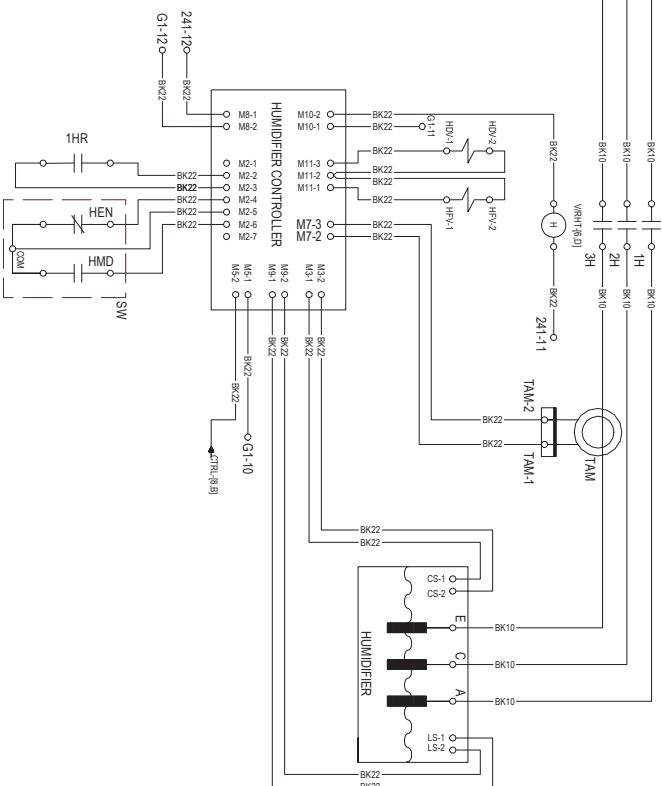 241-12
G1-12
BK22
BK22
HUMIDIFIER CONTROLLER
M8-1
M8-2
M2-1
M2-2
M2-3
M2-4
M2-5
M2-6
M2-7
M10-2
M10-1
M11-3
M11-2
M11-1
M7-3
M7-2
M5-2
M5-1
M9-1
M9-2
M3-1
M3-2
1HR
BK22
BK22
BK22
BK22
BK22
HEN
COM
HMD
SW
BK22
BK22
G1-11
BK22
BK22
BK22
BK22
BK22
BK22
HDV-1
HDV-2
HFV-1
HFV-2
BK22
H
BK22
241-11
VIRHT-[6,D]
BK10
BK10
BK10
3H
2H
1H
BK10
BK10
BK10
TAM-2
TAM-1
TAM
BK22
BK22
BK22
BK22
BK22
BK22
BK22
BK22
G1-10
CTRL-[8,B]
BK22
BK22
CS-1
CS-2
E
C
A
BK10
BK10
BK10
HUMIDIFIER
LS-1
LS-2
BK22
BK22